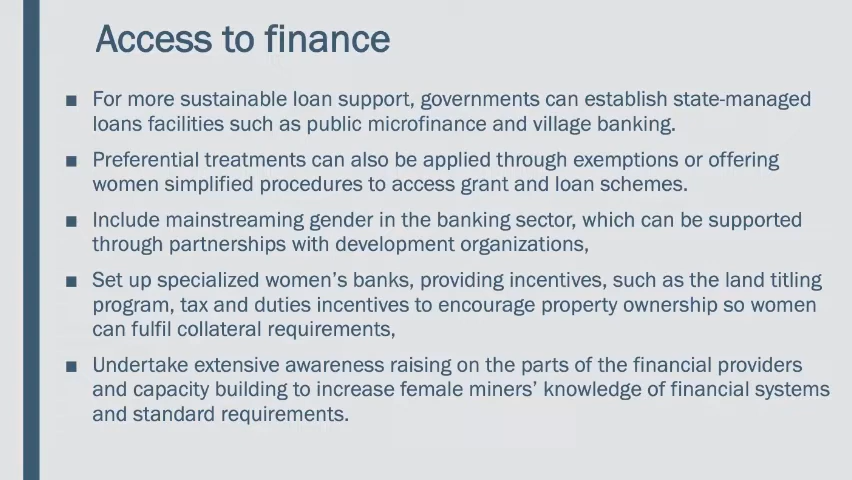 Access to finance
■ For more sustainable loan support, governments can establish state-managed
loans facilities such as public microfinance and village banking.
■ Preferential treatments can also be applied through exemptions or offering
women simplified procedures to access grant and loan schemes.
■ Include mainstreaming gender in the banking sector, which can be supported
through partnerships with development organizations,
■ Set up specialized women’s banks, providing incentives, such as the land titling
program, tax and duties incentives to encourage property ownership so women
can fulfil collateral requirements,
■ Undertake extensive awareness raising on the parts of the financial providers
and capacity building to increase female miners’ knowledge of financial systems
and standard requirements.